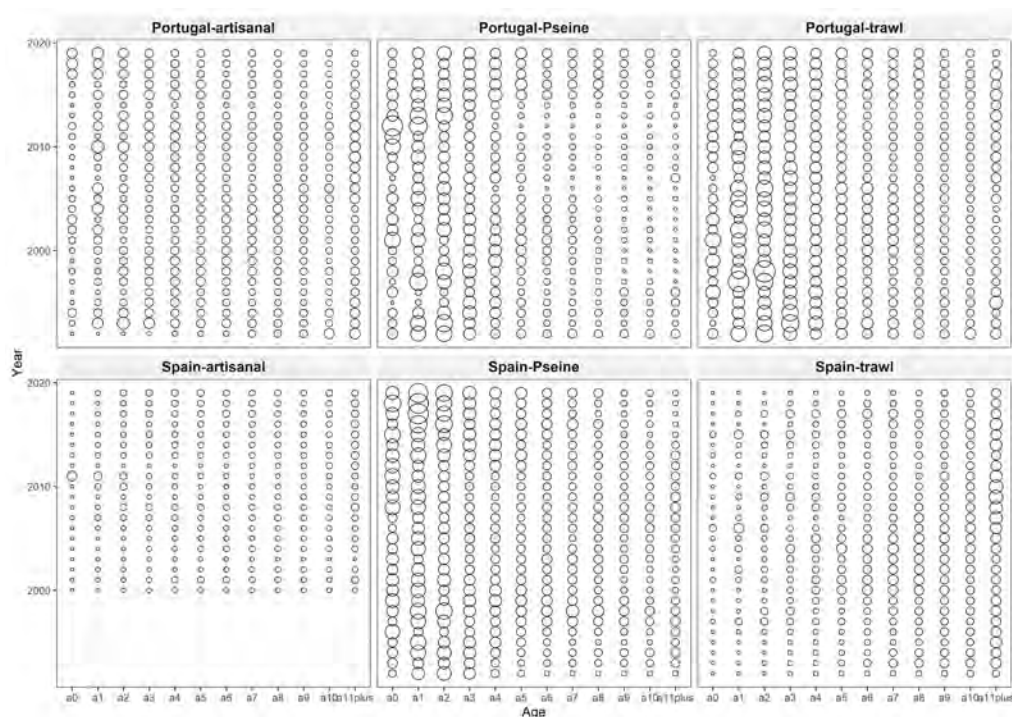 Portugal-artisanal Portugal-Pseine Portugal-trawl
2020
2010
2000
Year
Spain-artisanal Spain-Pseine Spain-trawl
2020
2010
2000
a0 a1 a2 a3 a4 a5 a6 a7 a8 a9 a10 a11plus a0 a1 a2 a3 a4 a5 a6 a7 a8 a9 a10 a11plus a0 a1 a2 a3 a4 a5 a6 a7 a8 a9 a10 a11plus
Age